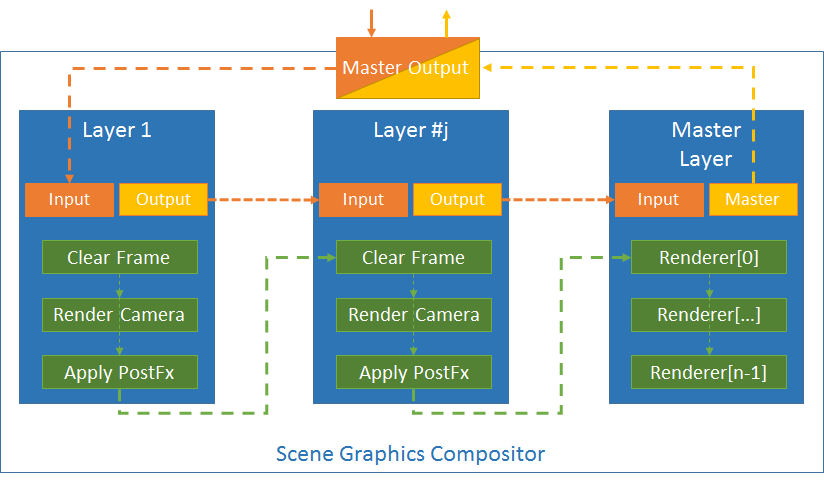 Master Output
Layer 1
Input
Output
Clear Frame
Render Camera
Apply PostFx
Layer #j
Input
Output
Clear Frame
Render Camera
Apply PostFx
Master
Layer
Input
Master
Renderer[0]
Renderer[...]
Renderer[n-1]
Scene Graphics Compositor